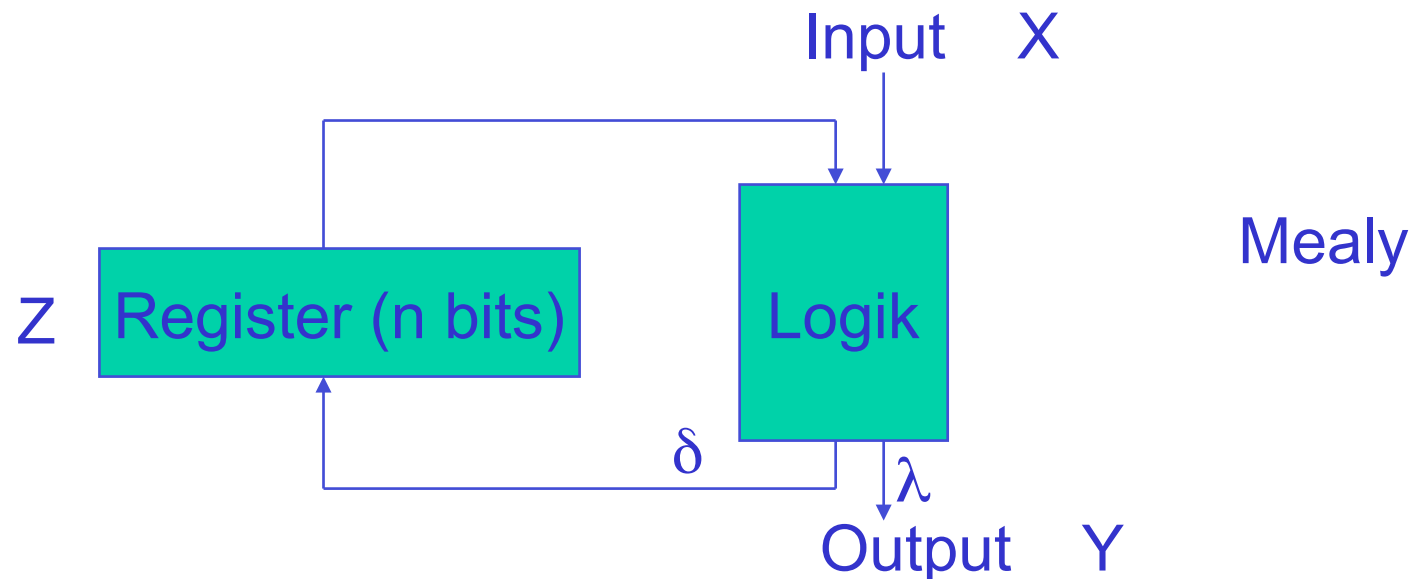 Input X
Mealy
Z Register (n bits) Logik
δ
λ
Output Y